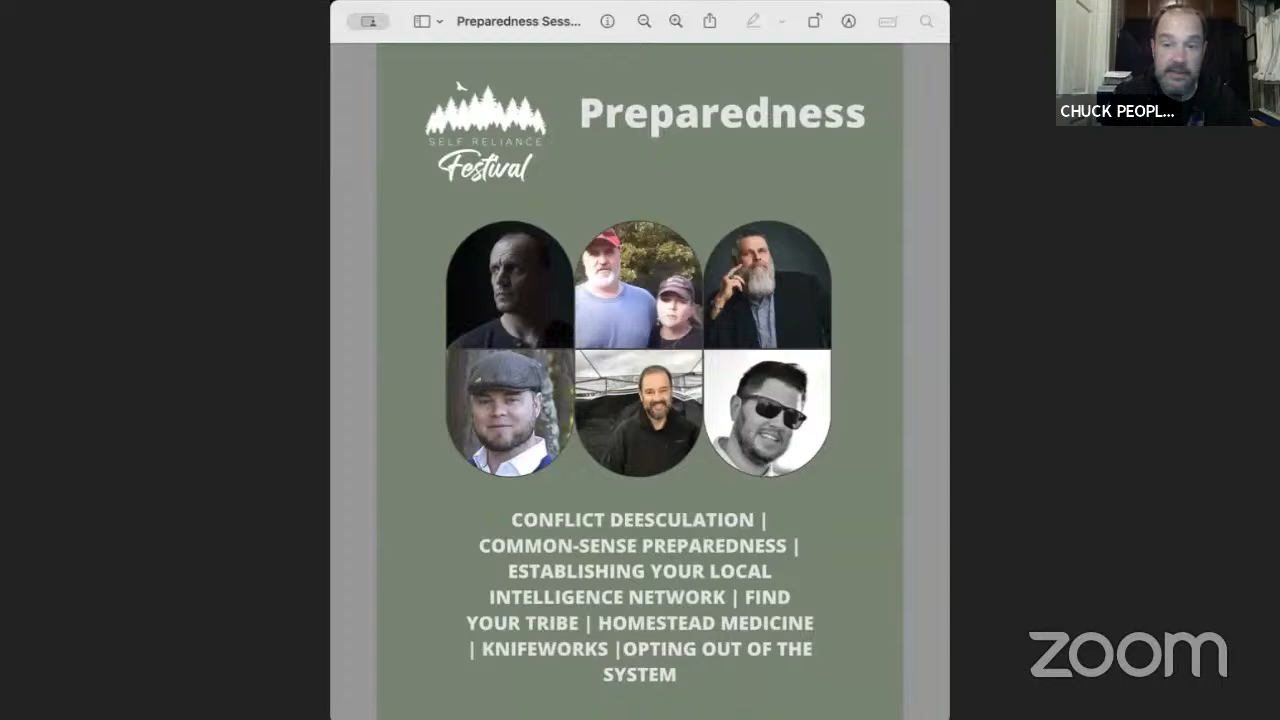 Preparedness Sess...
CHUCK PEOPL...
SELF RELIANCE
Festival
Preparedness
CONFLICT DEESCULATION |
COMMON-SENSE PREPAREDNESS |
ESTABLISHING YOUR LOCAL
INTELLIGENCE NETWORK | FIND
YOUR TRIBE | HOMESTEAD MEDICINE
| KNIFEWORKS |OPTING OUT OF THE
SYSTEM
zoom